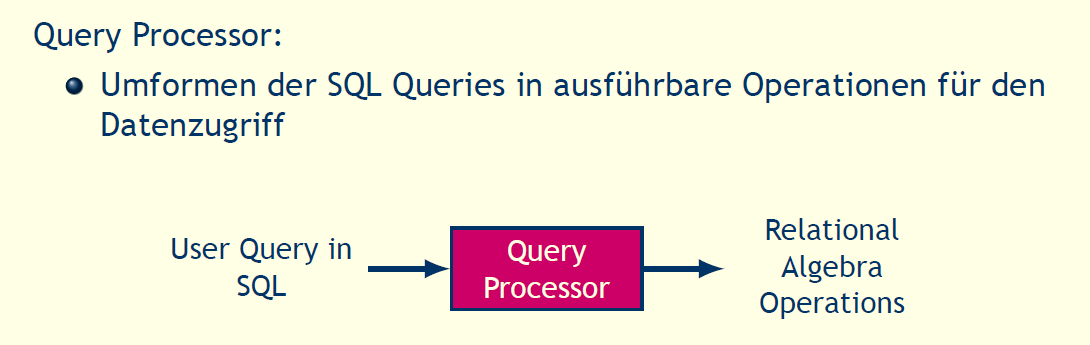 Query Processor:
Umformen der SQL Queries in ausführbare Operationen für den
Datenzugriff
User Query in
SQL
Query
Processor
Relational
Algebra
Operations